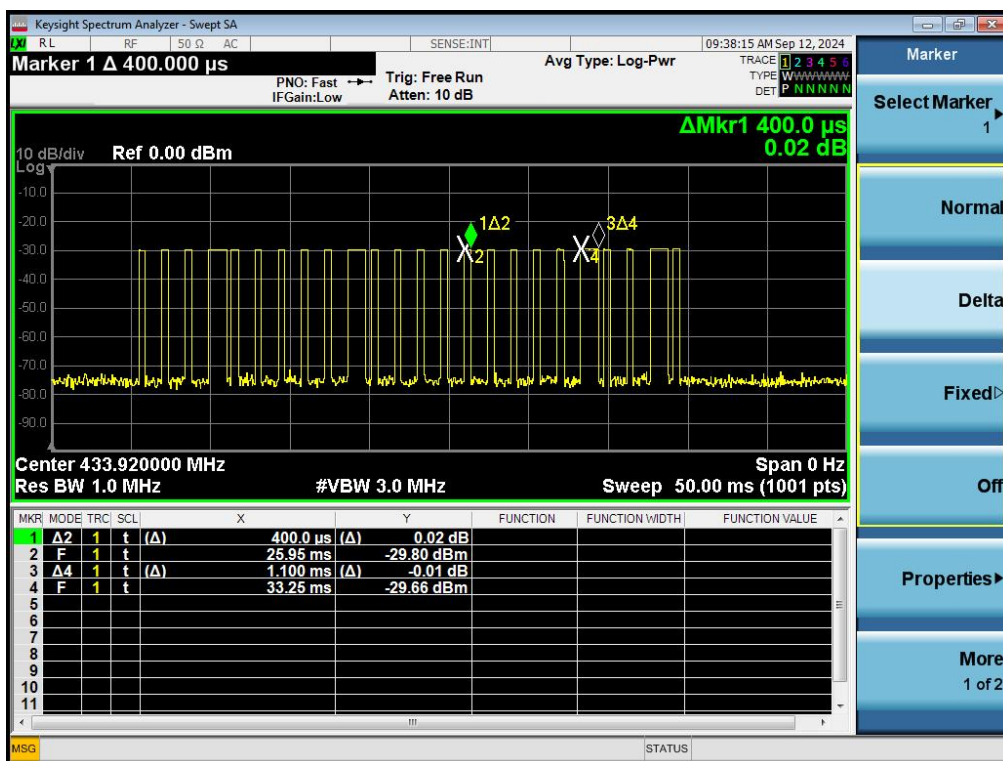 Keysight Spectrum Analyzer - Swept SA
LXI RL RF 50 Ω AC SENSE:INT 09:38:15 AM Sep 12, 2024
Marker 1 Δ 400.000 µs Avg Type: Log-Pwr TRACE 1 2 3 4 5 6
PNO: Fast Trig: Free Run TYPE WWWWWW
IFGain:Low Atten: 10 dB DET P N N N N N
ΔMkr1 400.0 µs
10 dB/div Ref 0.00 dBm 0.02 dB
Log
-10.0
-20.0
1Δ2 3Δ4
-30.0
2 4
-40.0
-50.0
-60.0
-70.0
-80.0
-90.0
Center 433.920000 MHz Span 0 Hz
Res BW 1.0 MHz #VBW 3.0 MHz Sweep 50.00 ms (1001 pts)
MKR MODE TRC SCL X Y FUNCTION FUNCTION WIDTH FUNCTION VALUE
1 Δ2 1 t (Δ) 400.0 µs (Δ) 0.02 dB
2 F 1 t 25.95 ms -29.80 dBm
3 Δ4 1 t (Δ) 1.100 ms (Δ) -0.01 dB
4 F 1 t 33.25 ms -29.66 dBm
5
6
7
8
9
10
11
MSG STATUS
Marker
Select Marker
1
Normal
Delta
Fixed
Off
Properties
More
1 of 2